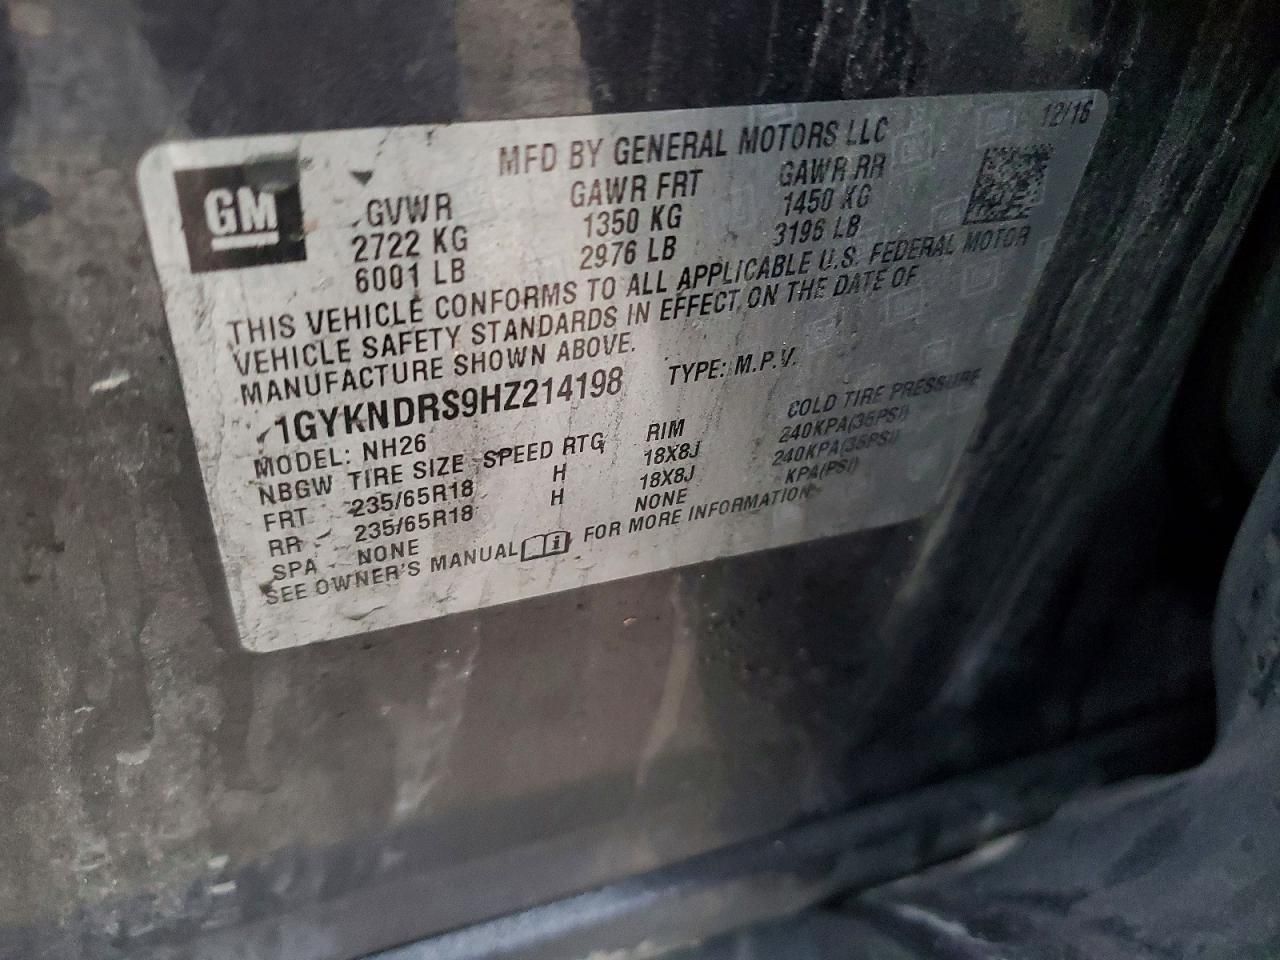 12/16
MFD BY GENERAL MOTORS LLC
GM
GVWR GAWR FRT GAWR RR
2722 KG 1350 KG 1450 KG
6001 LB 2976 LB 3196 LB
THIS VEHICLE CONFORMS TO ALL APPLICABLE U.S. FEDERAL MOTOR
VEHICLE SAFETY STANDARDS IN EFFECT ON THE DATE OF
MANUFACTURE SHOWN ABOVE.
1GYKNDRS9HZ214198 TYPE: M.P.V.
MODEL: NH26
NBGW TIRE SIZE SPEED RTG RIM COLD TIRE PRESSURE
FRT 235/65R18 H 18X8J 240KPA(35PSI)
RR 235/65R18 H 18X8J 240KPA(35PSI)
SPA NONE NONE KPA(PSI)
SEE OWNER'S MANUAL FOR MORE INFORMATION